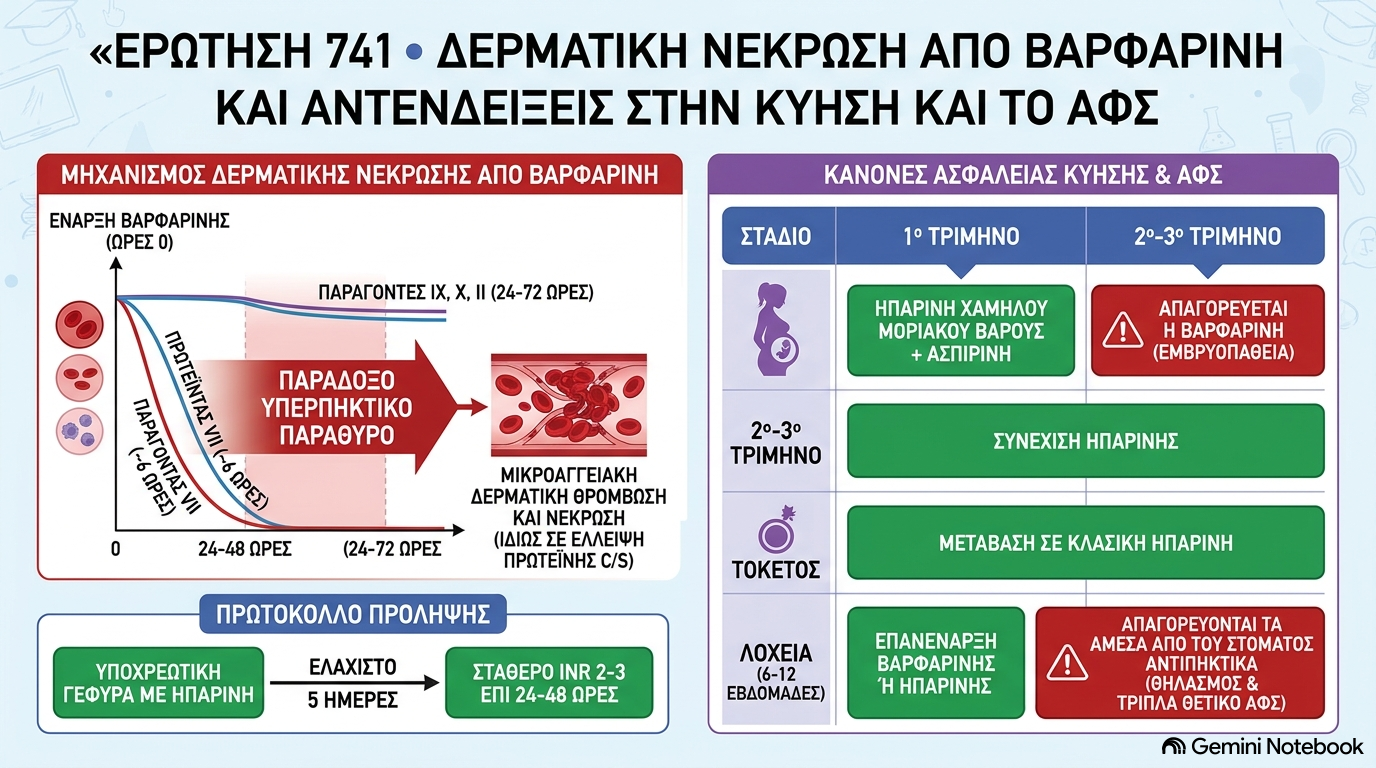 «ΕΡΩΤΗΣΗ 741 • ΔΕΡΜΑΤΙΚΗ ΝΕΚΡΩΣΗ ΑΠΟ ΒΑΡΦΑΡΙΝΗ
ΚΑΙ ΑΝΤΕΝΔΕΙΞΕΙΣ ΣΤΗΝ ΚΥΗΣΗ ΚΑΙ ΤΟ ΑΦΣ
ΜΗΧΑΝΙΣΜΟΣ ΔΕΡΜΑΤΙΚΗΣ ΝΕΚΡΩΣΗΣ ΑΠΟ ΒΑΡΦΑΡΙΝΗ
ΕΝΑΡΞΗ ΒΑΡΦΑΡΙΝΗΣ
(ΩΡΕΣ 0)
ΠΑΡΑΓΟΝΤΕΣ IX, X, II (24-72 ΩΡΕΣ)
ΠΡΩΤΕΪΝΤΑΣ VII (~6 ΩΡΕΣ)
ΠΑΡΑΓΟΝΤΑΣ VII
(~6 ΩΡΕΣ)
ΠΑΡΑΔΟΞΟ
ΥΠΕΡΠΗΚΤΙΚΟ
ΠΑΡΑΘΥΡΟ
ΜΙΚΡΟΑΓΓΕΙΑΚΗ
ΔΕΡΜΑΤΙΚΗ ΘΡΟΜΒΩΣΗ
ΚΑΙ ΝΕΚΡΩΣΗ
(ΙΔΙΩΣ ΣΕ ΕΛΛΕΙΨΗ
ΠΡΩΤΕΪΝΗΣ C/S)
0
24-48 ΩΡΕΣ
(24-72 ΩΡΕΣ
ΠΡΩΤΟΚΟΛΛΟ ΠΡΟΛΗΨΗΣ
ΥΠΟΧΡΕΩΤΙΚΗ
ΓΕΦΥΡΑ ΜΕ ΗΠΑΡΙΝΗ
ΕΛΑΧΙΣΤΟ
5 ΗΜΕΡΕΣ
ΣΤΑΘΕΡΟ INR 2-3
ΕΠΙ 24-48 ΩΡΕΣ
ΚΑΝΟΝΕΣ ΑΣΦΑΛΕΙΑΣ ΚΥΗΣΗΣ & ΑΦΣ
ΣΤΑΔΙΟ
1ο ΤΡΙΜΗΝΟ
2ο-3ο ΤΡΙΜΗΝΟ
ΗΠΑΡΙΝΗ ΧΑΜΗΛΟΥ
ΜΟΡΙΑΚΟΥ ΒΑΡΟΥΣ
+ ΑΣΠΙΡΙΝΗ
ΑΠΑΓΟΡΕΥΕΤΑΙ
Η ΒΑΡΦΑΡΙΝΗ
(ΕΜΒΡΥΟΠΑΘΕΙΑ)
2ο-3ο
ΤΡΙΜΗΝΟ
ΣΥΝΕΧΙΣΗ ΗΠΑΡΙΝΗΣ
ΤΟΚΕΤΟΣ
ΜΕΤΑΒΑΣΗ ΣΕ ΚΛΑΣΙΚΗ ΗΠΑΡΙΝΗ
ΛΟΧΕΙΑ
(6-12
ΕΒΔΟΜΑΔΕΣ)
ΕΠΑΝΕΝΑΡΞΗ
ΒΑΡΦΑΡΙΝΗΣ
Ή ΗΠΑΡΙΝΗΣ
ΑΠΑΓΟΡΕΥΟΝΤΑΙ ΤΑ
ΑΜΕΣΑ ΑΠΟ ΤΟΥ ΣΤΟΜΑΤΟΣ
ΑΝΤΙΠΗΚΤΙΚΑ
(ΘΗΛΑΣΜΟΣ &
ΤΡΙΠΛΑ ΘΕΤΙΚΟ ΑΦΣ)
Gemini Notebook